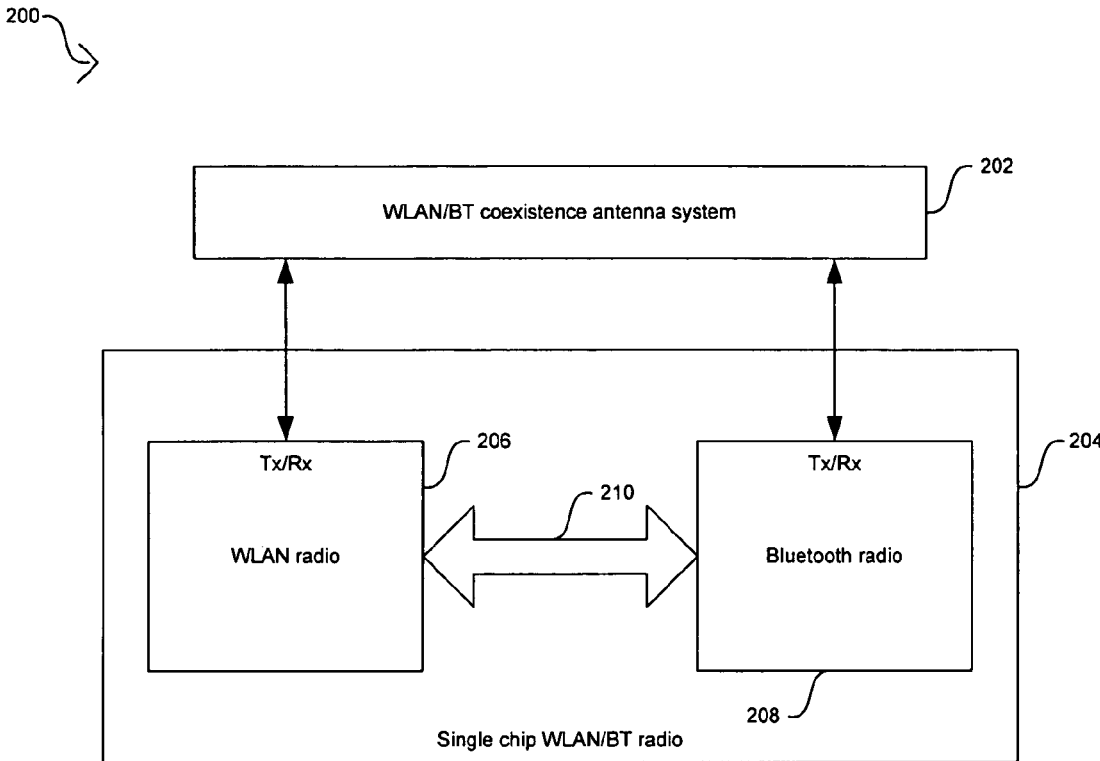 200
202
WLAN/BT coexistence antenna system
206
204
Tx/Rx
Tx/Rx
210
WLAN radio
Bluetooth radio
208
Single chip WLAN/BT radio